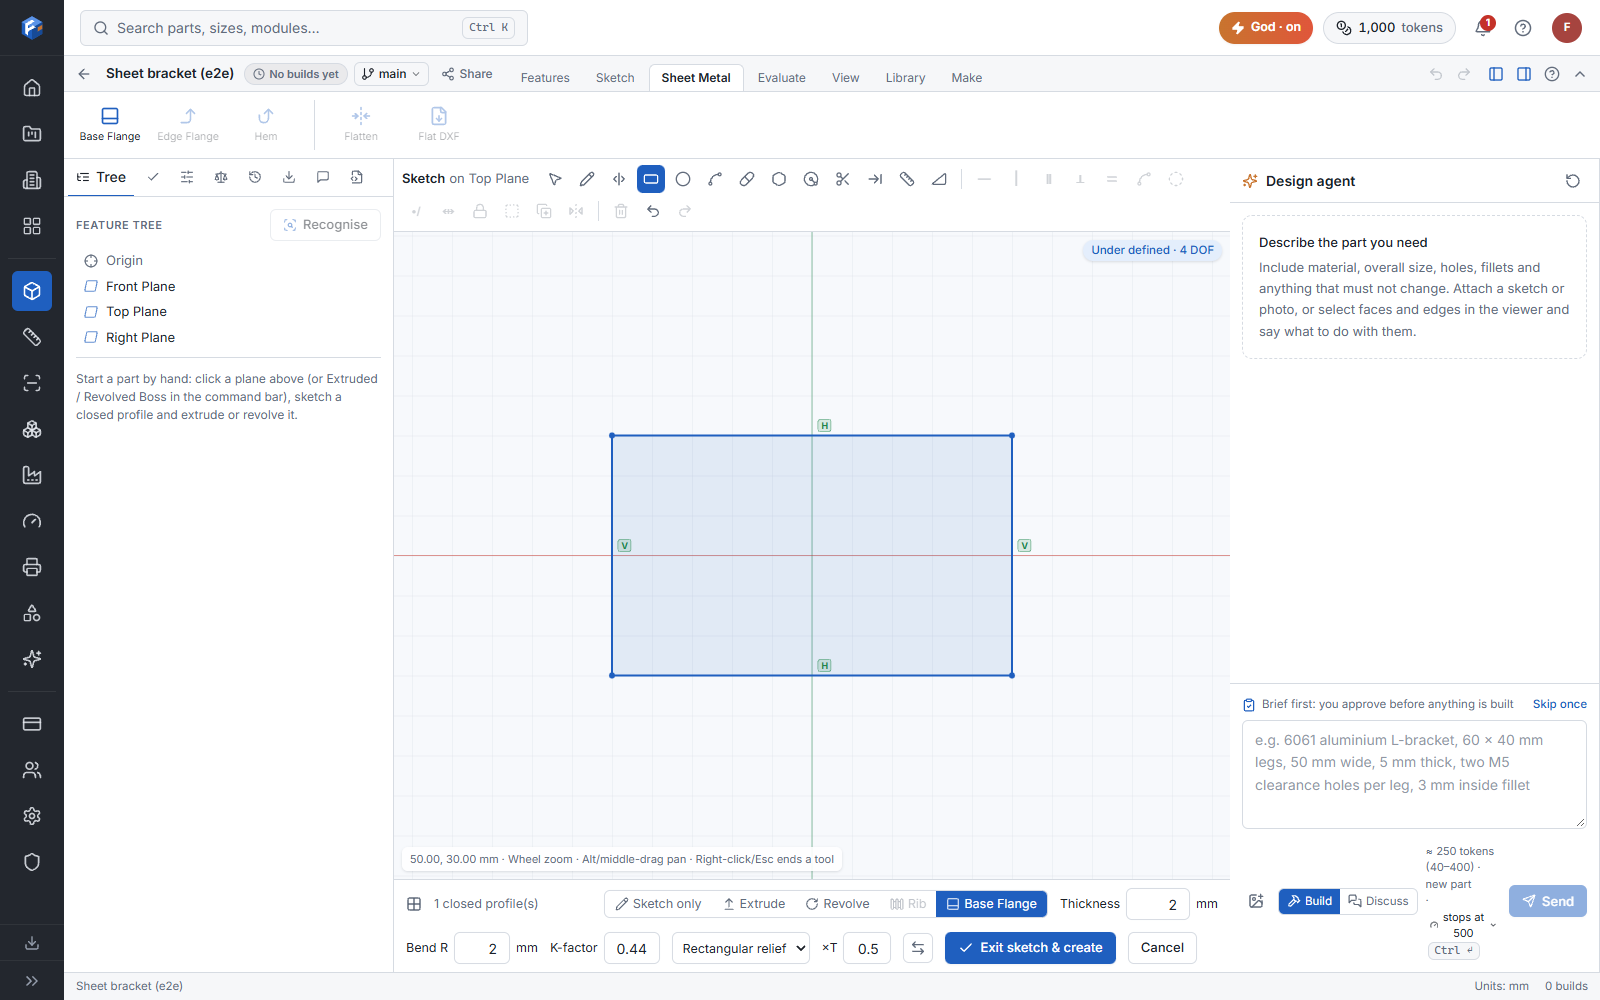 Search parts, sizes, modules...
Ctrl K
God · on
1,000 tokens
1
F
Sheet bracket (e2e)
No builds yet
main
Share
Features
Sketch
Sheet Metal
Evaluate
View
Library
Make
Base Flange
Edge Flange
Hem
Flatten
Flat DXF
Tree
FEATURE TREE
Recognise
Origin
Front Plane
Top Plane
Right Plane
Start a part by hand: click a plane above (or Extruded
/ Revolved Boss in the command bar), sketch a
closed profile and extrude or revolve it.
Sketch on Top Plane
Under defined · 4 DOF
H
V
V
H
50.00, 30.00 mm · Wheel zoom · Alt/middle-drag pan · Right-click/Esc ends a tool
1 closed profile(s)
Sketch only
Extrude
Revolve
Rib
Base Flange
Thickness 2 mm
Bend R 2 mm
K-factor 0.44
Rectangular relief
×T 0.5
Exit sketch & create
Cancel
Design agent
Describe the part you need
Include material, overall size, holes, fillets and
anything that must not change. Attach a sketch or
photo, or select faces and edges in the viewer and
say what to do with them.
Brief first: you approve before anything is built
Skip once
e.g. 6061 aluminium L-bracket, 60 × 40 mm
legs, 50 mm wide, 5 mm thick, two M5
clearance holes per leg, 3 mm inside fillet
Build
Discuss
≈ 250 tokens
(40–400) ·
new part
·
stops at
500
Ctrl ↵
Send
Sheet bracket (e2e)
Units: mm
0 builds